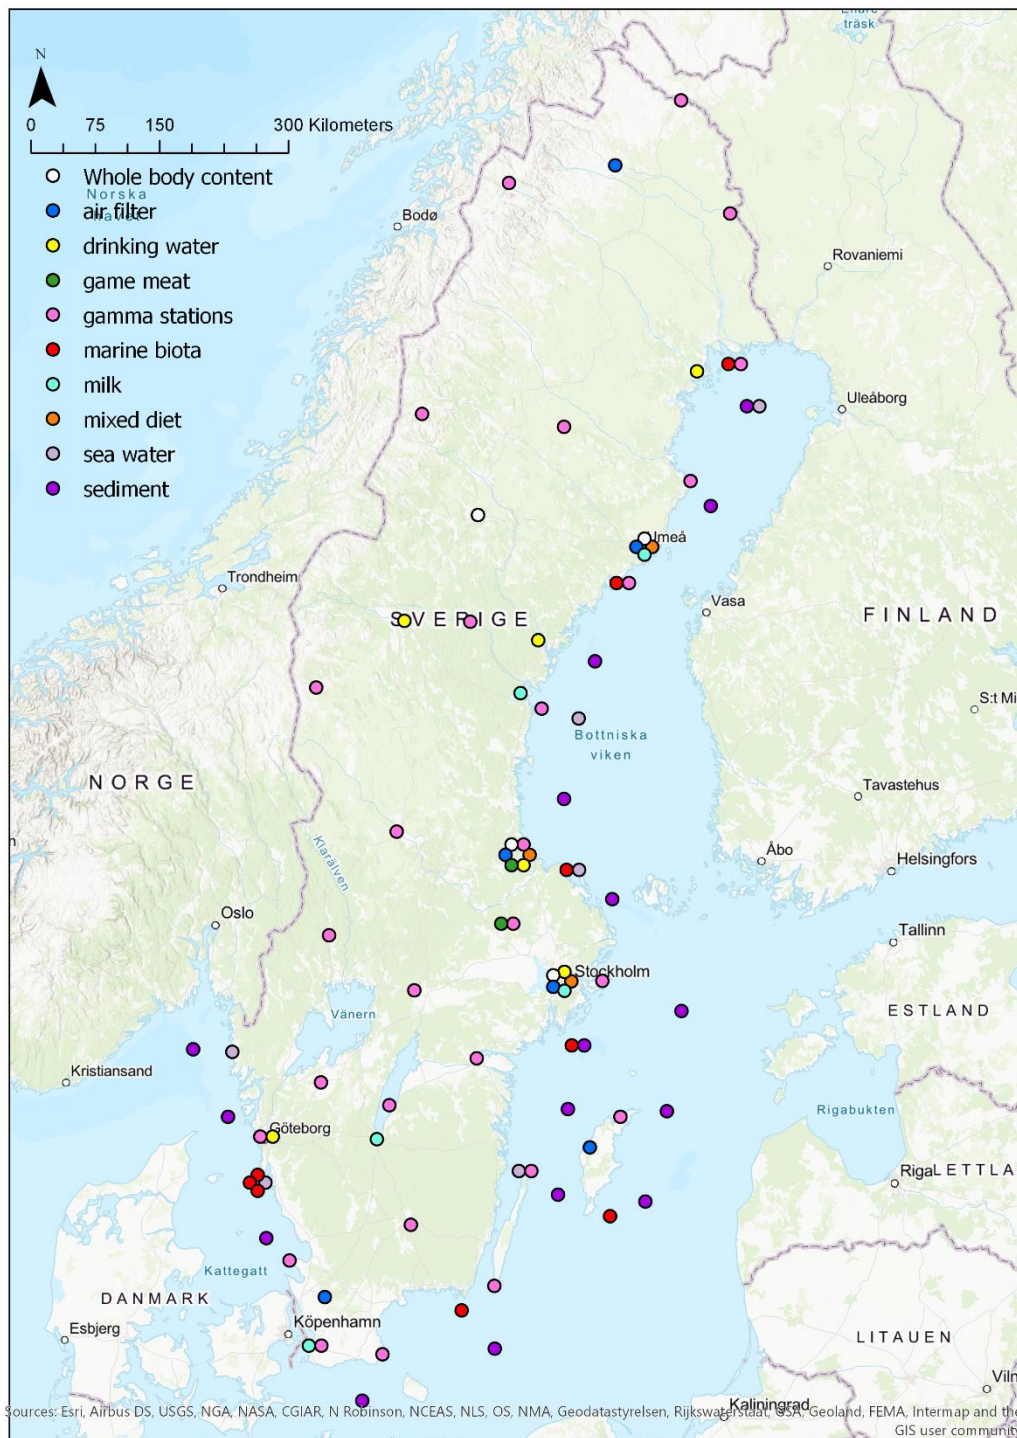 Enare
träsk
N
0 75 150 300 Kilometers
Whole body content
Norska
havet
air filter
drinking water
game meat
gamma stations
marine biota
milk
mixed diet
sea water
sediment
Bodø
Rovaniemi
Uleåborg
Umeå
Trondheim
Vasa
SVERIGE
FINLAND
S:t Mi
Bottniska
viken
NORGE
Tavastehus
Klarälven
Åbo
Helsingfors
Oslo
Tallinn
Stockholm
ESTLAND
Vänern
Kristiansand
Rigabukten
Göteborg
Riga
LETTLA
Kattegatt
DANMARK
Köpenhamn
Esbjerg
LITAUEN
Viln
Kaliningrad
Sources: Esri, Airbus DS, USGS, NGA, NASA, CGIAR, N Robinson, NCEAS, NLS, OS, NMA, Geodatastyrelsen, Rijkswaterstaat, GSA, Geoland, FEMA, Intermap and the
GIS user community